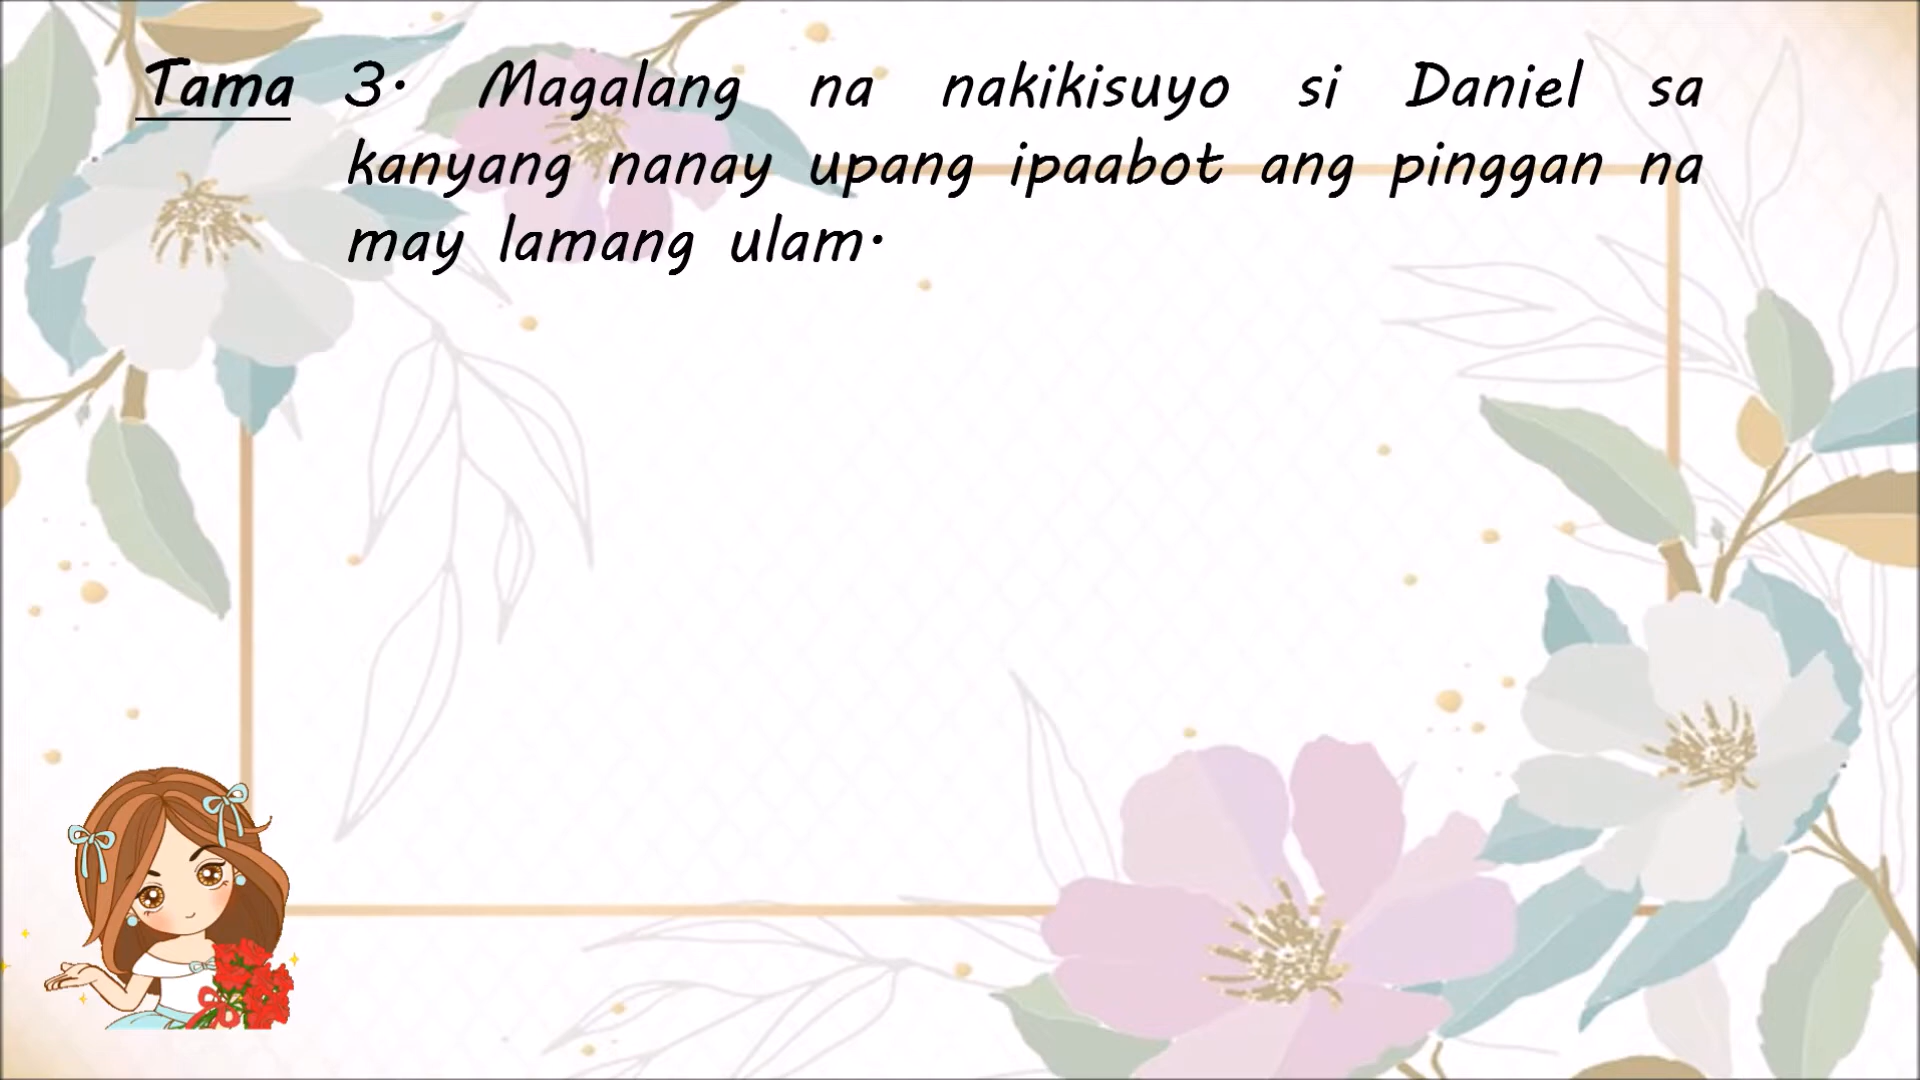 Tama 3. Magalang na nakikisuyo si Daniel sa
kanyang nanay upang ipaabot ang pinggan na
may lamang ulam.